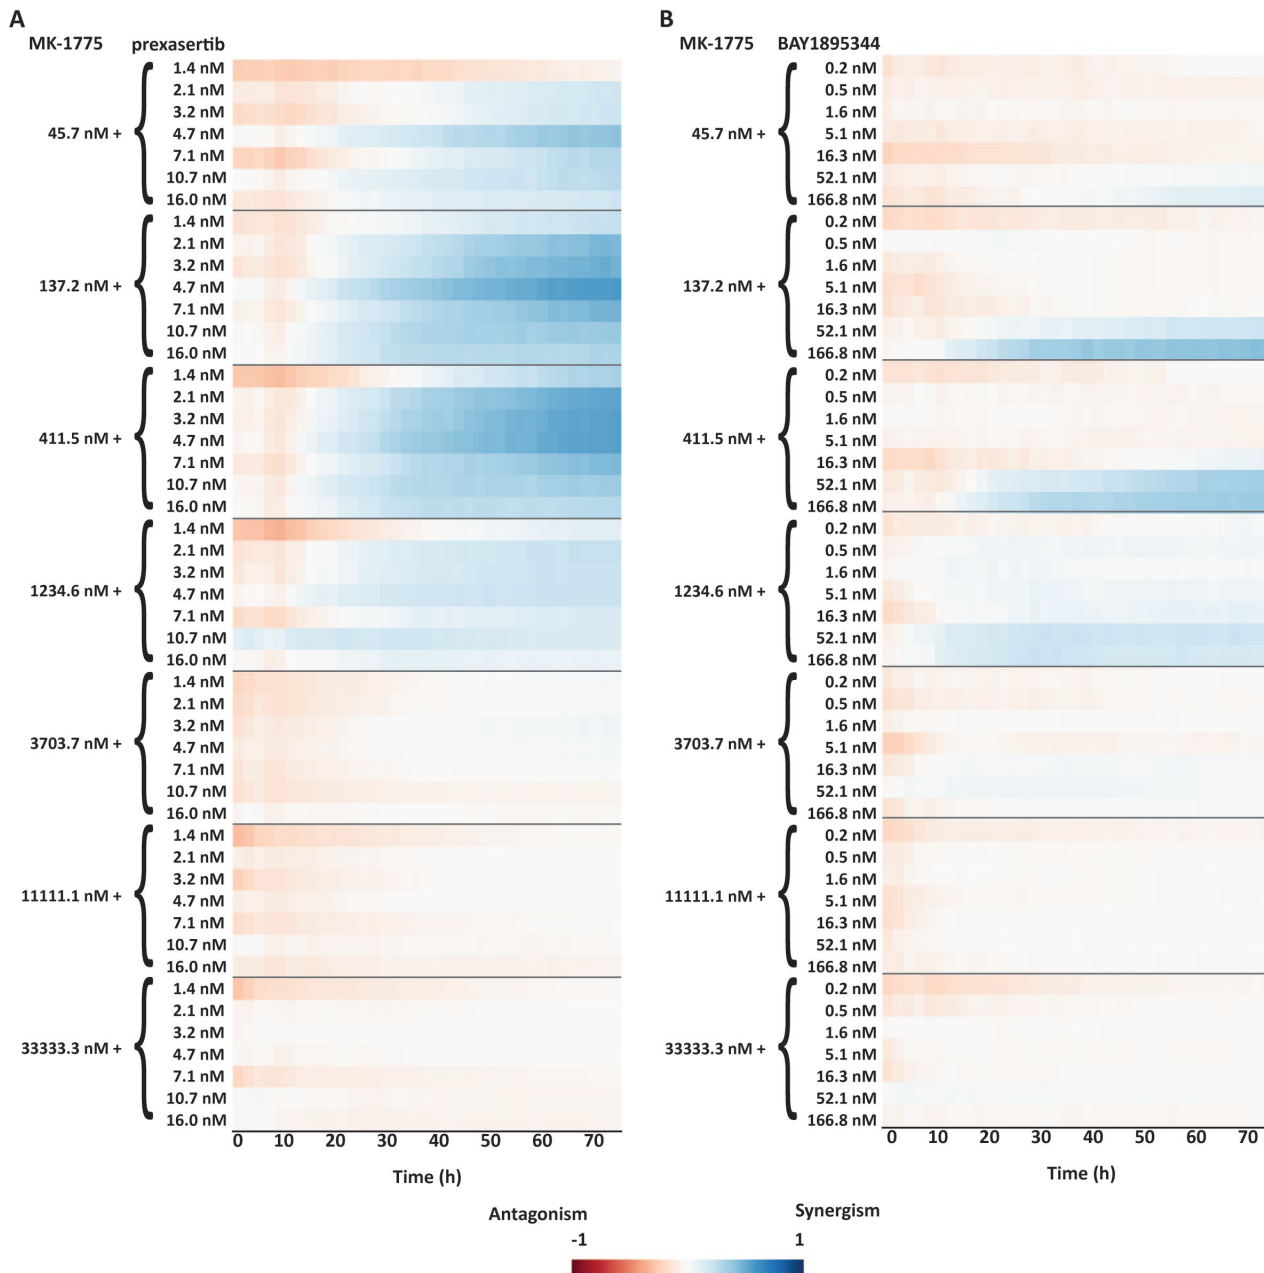 A
MK-1775 prexasertib
45.7 nM +
1.4 nM
2.1 nM
3.2 nM
4.7 nM
7.1 nM
10.7 nM
16.0 nM
137.2 nM +
1.4 nM
2.1 nM
3.2 nM
4.7 nM
7.1 nM
10.7 nM
16.0 nM
411.5 nM +
1.4 nM
2.1 nM
3.2 nM
4.7 nM
7.1 nM
10.7 nM
16.0 nM
1234.6 nM +
1.4 nM
2.1 nM
3.2 nM
4.7 nM
7.1 nM
10.7 nM
16.0 nM
3703.7 nM +
1.4 nM
2.1 nM
3.2 nM
4.7 nM
7.1 nM
10.7 nM
16.0 nM
11111.1 nM +
1.4 nM
2.1 nM
3.2 nM
4.7 nM
7.1 nM
10.7 nM
16.0 nM
33333.3 nM +
1.4 nM
2.1 nM
3.2 nM
4.7 nM
7.1 nM
10.7 nM
16.0 nM
0 10 20 30 40 50 60 70
Time (h)
B
MK-1775 BAY1895344
45.7 nM +
0.2 nM
0.5 nM
1.6 nM
5.1 nM
16.3 nM
52.1 nM
166.8 nM
137.2 nM +
0.2 nM
0.5 nM
1.6 nM
5.1 nM
16.3 nM
52.1 nM
166.8 nM
411.5 nM +
0.2 nM
0.5 nM
1.6 nM
5.1 nM
16.3 nM
52.1 nM
166.8 nM
1234.6 nM +
0.2 nM
0.5 nM
1.6 nM
5.1 nM
16.3 nM
52.1 nM
166.8 nM
3703.7 nM +
0.2 nM
0.5 nM
1.6 nM
5.1 nM
16.3 nM
52.1 nM
166.8 nM
11111.1 nM +
0.2 nM
0.5 nM
1.6 nM
5.1 nM
16.3 nM
52.1 nM
166.8 nM
33333.3 nM +
0.2 nM
0.5 nM
1.6 nM
5.1 nM
16.3 nM
52.1 nM
166.8 nM
0 10 20 30 40 50 60 70
Time (h)
Antagonism Synergism
-1 1